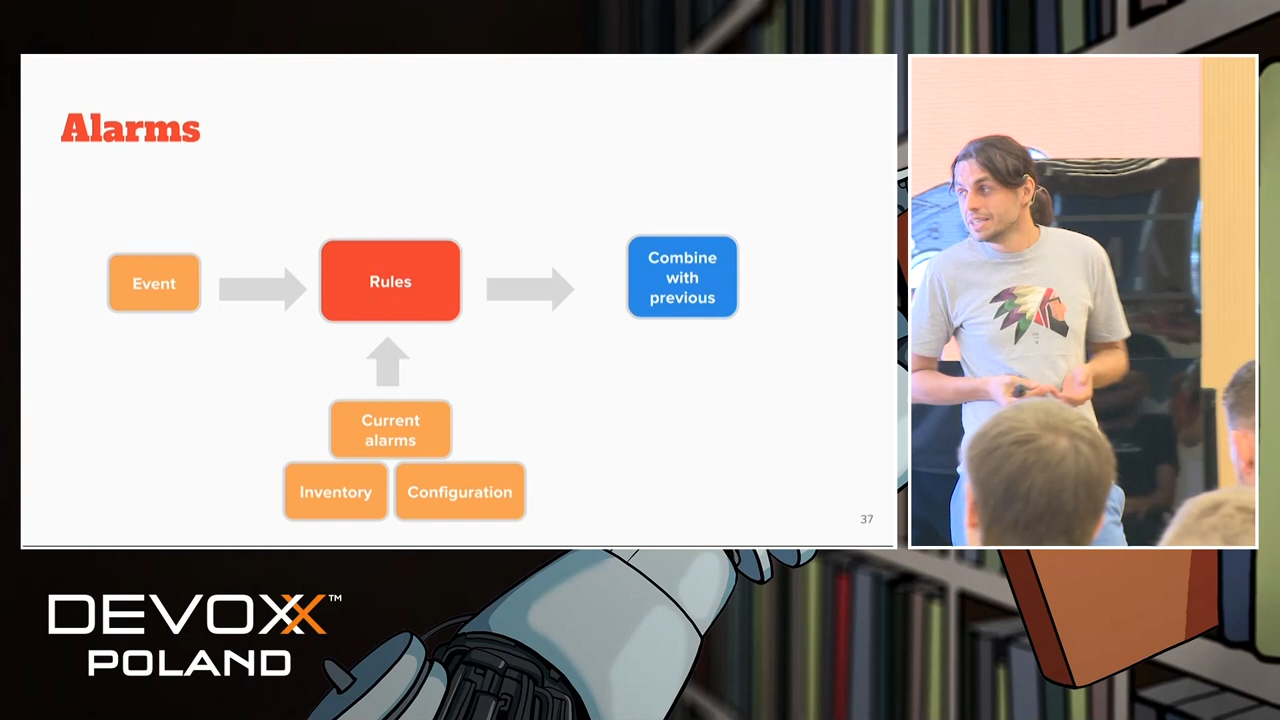 Alarms
Event
Rules
Combine
with
previous
Current
alarms
Inventory
Configuration
37
DEVOXX™
POLAND